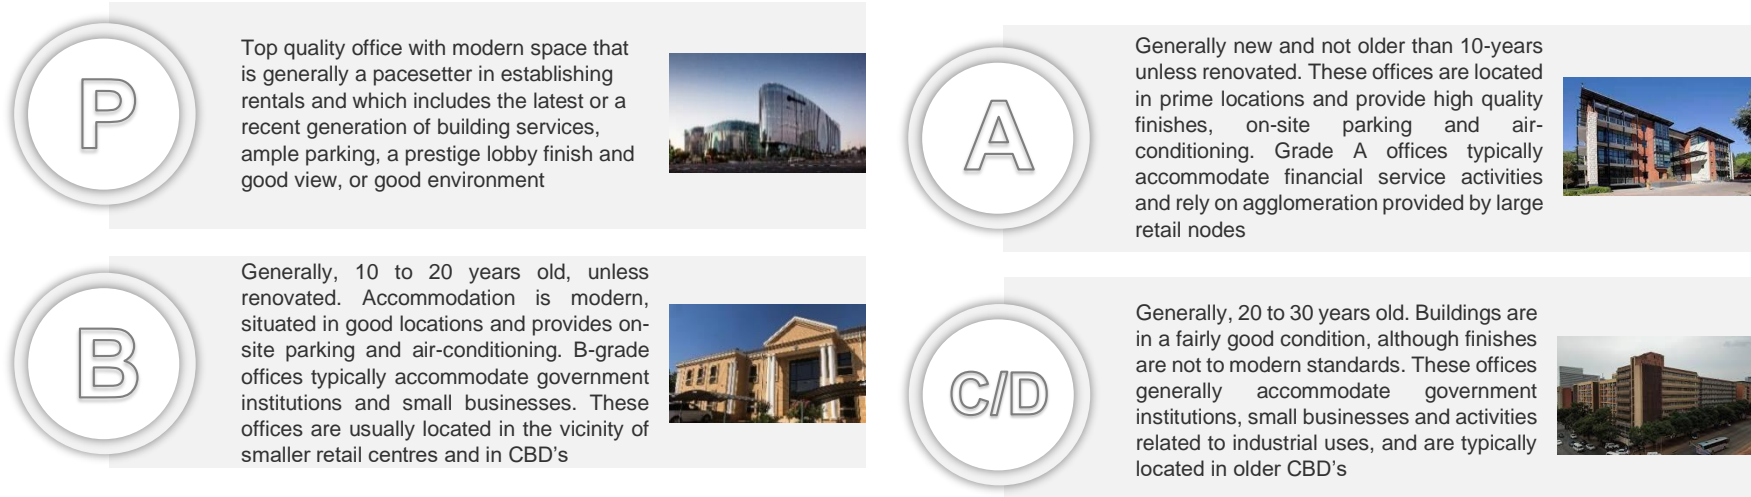 P
Top quality office with modern space that
is generally a pacesetter in establishing
rentals and which includes the latest or a
recent generation of building services,
ample parking, a prestige lobby finish and
good view, or good environment
A
Generally new and not older than 10-years
unless renovated. These offices are located
in prime locations and provide high quality
finishes, on-site parking and air-
conditioning. Grade A offices typically
accommodate financial service activities
and rely on agglomeration provided by large
retail nodes
B
Generally, 10 to 20 years old, unless
renovated. Accommodation is modern,
situated in good locations and provides on-
site parking and air-conditioning. B-grade
offices typically accommodate government
institutions and small businesses. These
offices are usually located in the vicinity of
smaller retail centres and in CBD's
C/D
Generally, 20 to 30 years old. Buildings are
in a fairly good condition, although finishes
are not to modern standards. These offices
generally accommodate government
institutions, small businesses and activities
related to industrial uses, and are typically
located in older CBD's